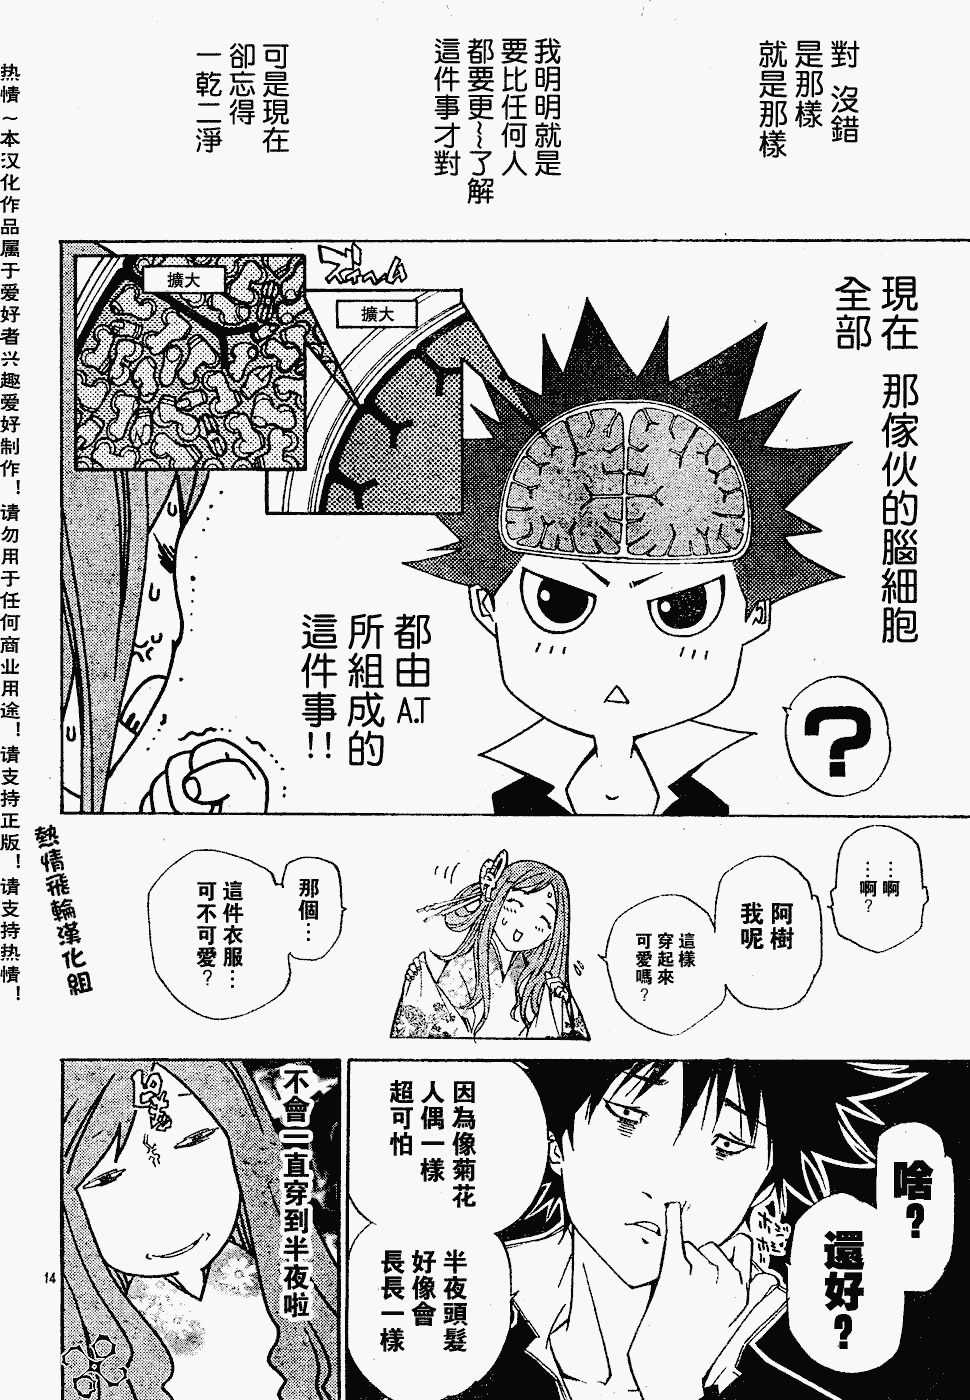 對 沒錯
是那樣
就是那樣
我明明就是
要比任何人
都要更~~了解
這件事才對
可是現在
卻忘得
一乾二淨
現在 那傢伙的腦細胞
全部
擴大
擴大
都由A.T
所組成的
這件事!!
?
…啊
…啊?
阿樹
我呢
這樣
穿起來
可愛嗎?
那個…
這件衣服…
可不可愛?
啥?
還好?
因為像菊花
人偶一樣
超可怕
半夜頭髮
好像會
長長一樣
不會一直穿到半夜啦
14
热情~本汉化作品属于爱好者兴趣爱好制作!请勿用于任何商业用途!请支持正版!请支持热情!
熱情飛輪漢化組